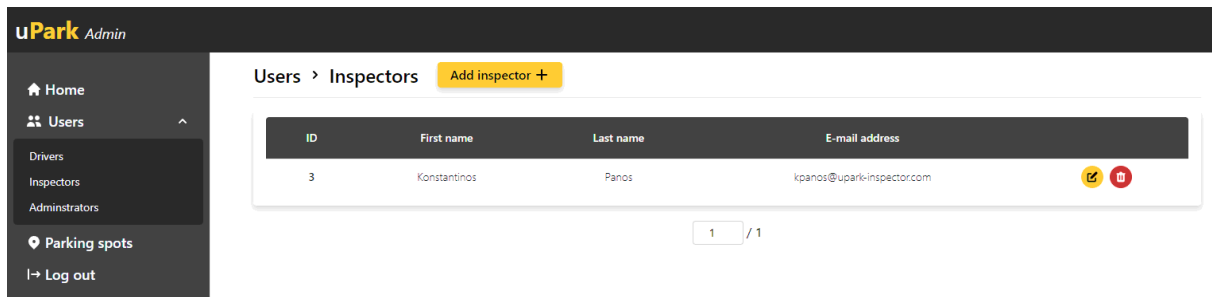 uPark Admin
Home
Users
Drivers
Inspectors
Adminstrators
Parking spots
Log out
Users > Inspectors
Add inspector +
ID First name Last name E-mail address
3 Konstantinos Panos kpanos@upark-inspector.com
1 / 1